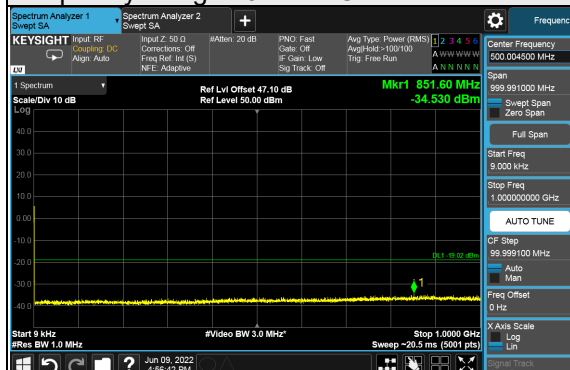 Spectrum Analyzer 1
Swept SA
Spectrum Analyzer 2
Swept SA
+
Frequenc
KEYSIGHT
Input: RF
Coupling: DC
Align: Auto
Input Z: 50 Ω
Corrections: Off
Freq Ref: Int (S)
NFE: Adaptive
#Atten: 20 dB
PNO: Fast
Gate: Off
IF Gain: Low
Sig Track: Off
Avg Type: Power (RMS)
Avg|Hold:>100/100
Trig: Free Run
1 2 3 4 5 6
A W W W W W
A N N N N N
LXI
1 Spectrum
Scale/Div 10 dB
Ref Lvl Offset 47.10 dB
Ref Level 50.00 dBm
Mkr1 851.60 MHz
-34.530 dBm
Log
40.0
30.0
20.0
10.0
0.00
-10.0
-20.0
-30.0
-40.0
DL1 -19.02 dBm
1
Start 9 kHz
#Res BW 1.0 MHz
#Video BW 3.0 MHz*
Stop 1.0000 GHz
Sweep ~20.5 ms (5001 pts)
Center Frequency
500.004500 MHz
Span
999.991000 MHz
Swept Span
Zero Span
Full Span
Start Freq
9.000 kHz
Stop Freq
1.000000000 GHz
AUTO TUNE
CF Step
99.999100 MHz
Auto
Man
Freq Offset
0 Hz
X Axis Scale
Log
Lin
Signal Track
?
Jun 09, 2022